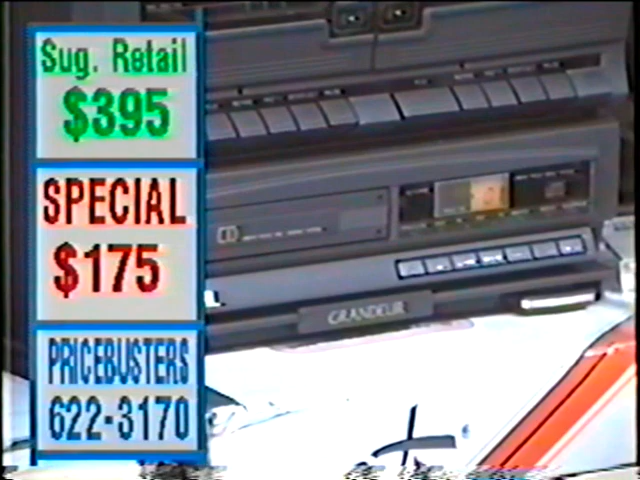 Sug. Retail
$395
SPECIAL
$175
PRICEBUSTERS
622-3170
GRANDEUR